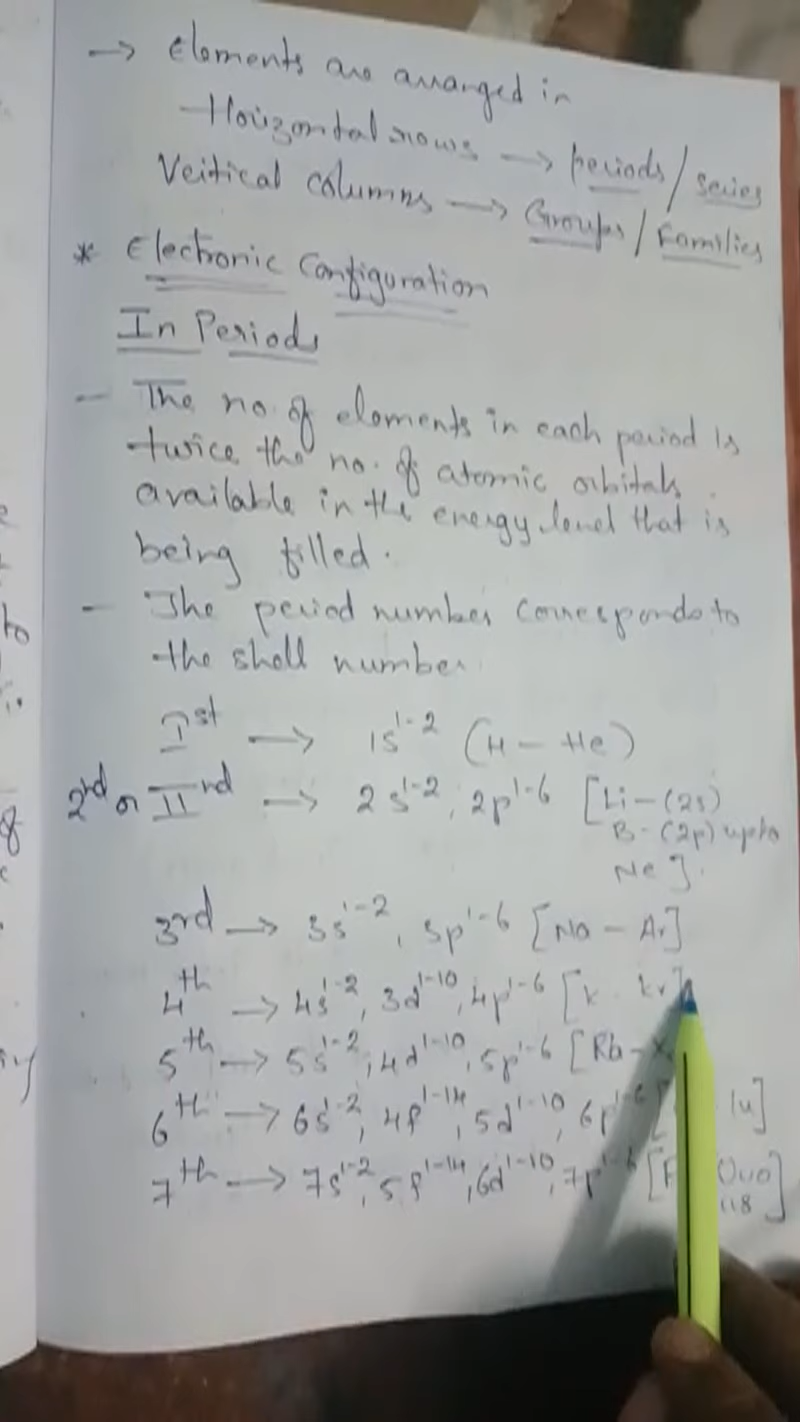 → Elements are arranged in
Horizontal rows → periods / Series
Vertical columns → Groups / Families
* Electronic Configuration
In Periods
- The no. of elements in each period is
twice the no. of atomic orbitals
available in the energy level that is
being filled.
- The period number corresponds to
the shell number.
Ist → 1s¹⁻² (H - He)
2nd or IInd → 2s¹⁻², 2p¹⁻⁶ [Li - (2s)
B - (2p) upto
Ne].
3rd → 3s¹⁻², 3p¹⁻⁶ [Na - Ar]
4th → 4s¹⁻², 3d¹⁻¹⁰, 4p¹⁻⁶ [K - Kr]
5th → 5s¹⁻², 4d¹⁻¹⁰, 5p¹⁻⁶ [Rb -
6th → 6s¹⁻², 4f¹⁻¹⁴, 5d¹⁻¹⁰, 6p¹⁻⁶ [
7th → 7s¹⁻², 5f¹⁻¹⁴, 6d¹⁻¹⁰, 7p¹⁻⁶ [F Uuo
118]